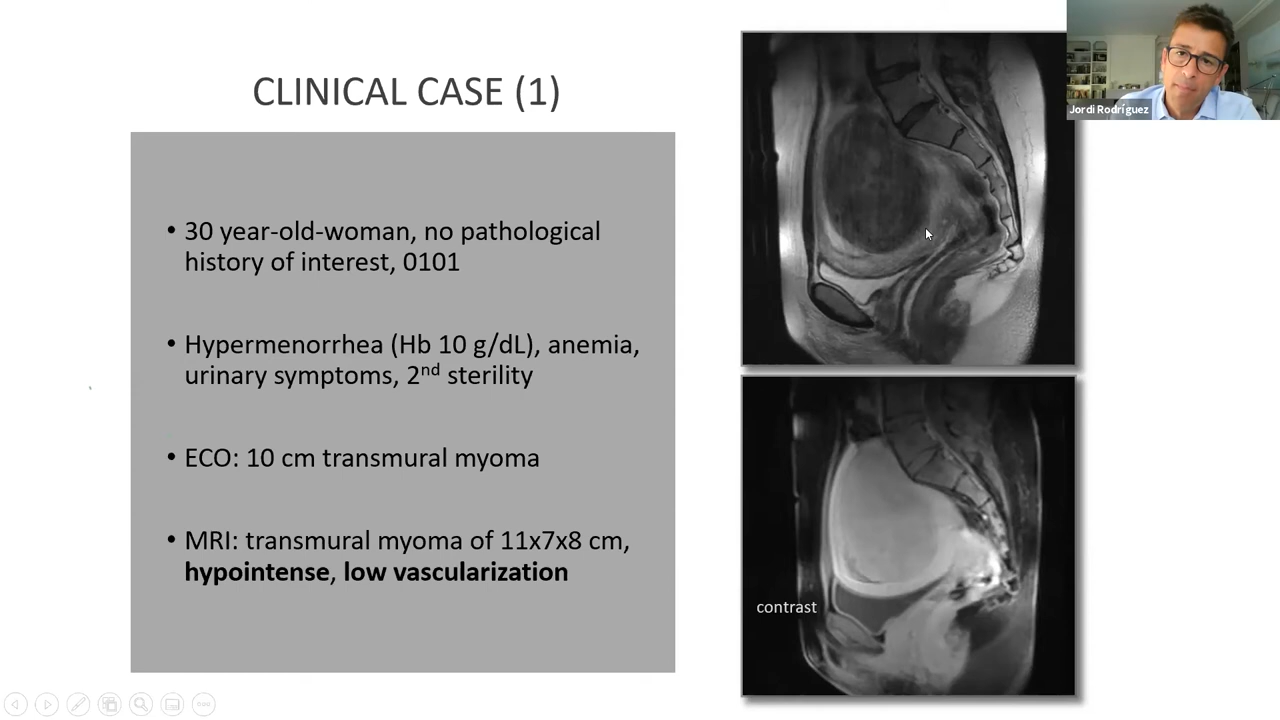 CLINICAL CASE (1)
• 30 year-old-woman, no pathological
history of interest, 0101
• Hypermenorrhea (Hb 10 g/dL), anemia,
urinary symptoms, 2nd sterility
• ECO: 10 cm transmural myoma
• MRI: transmural myoma of 11x7x8 cm,
hypointense, low vascularization
Jordi Rodríguez
contrast